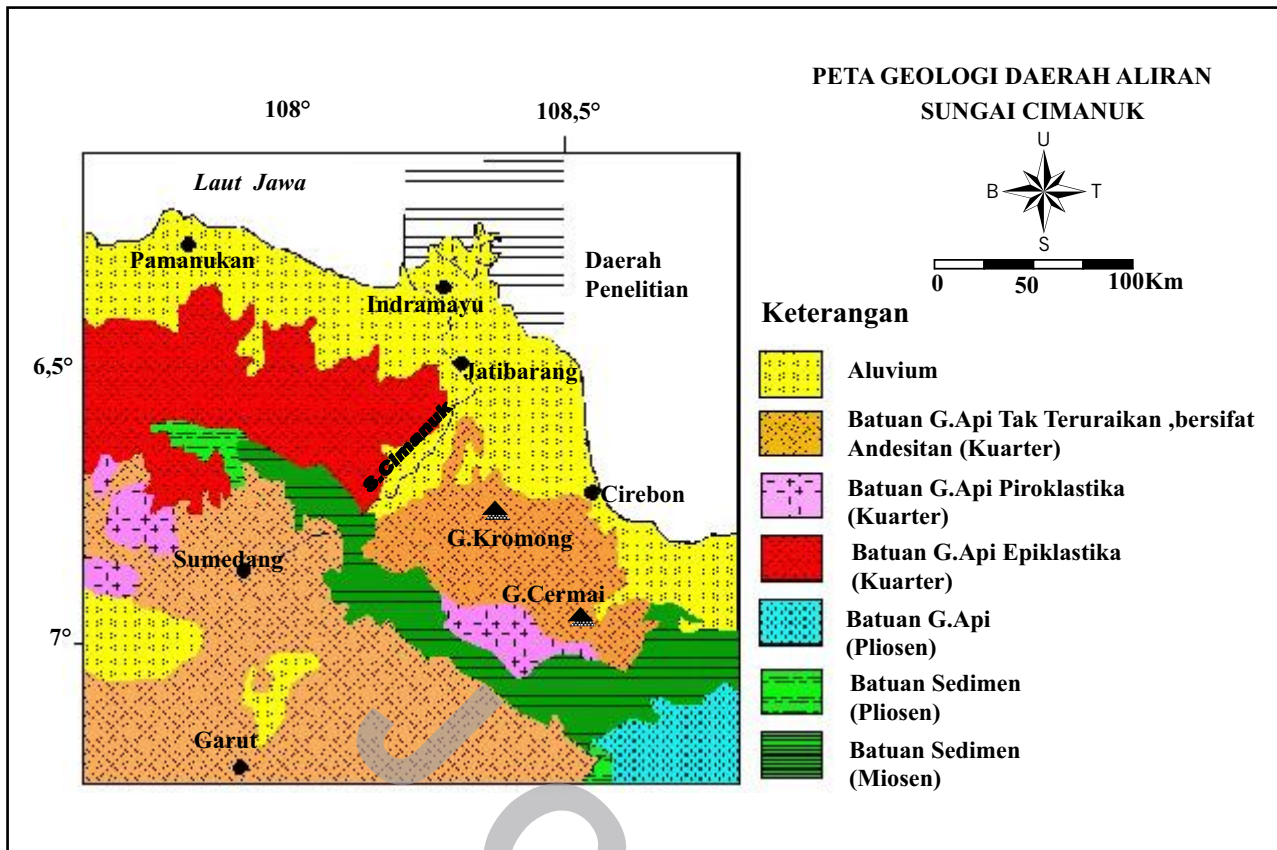 PETA GEOLOGI DAERAH ALIRAN
SUNGAI CIMANUK
U
B
T
S
0
50
100Km
108°
108,5°
6,5°
7°
Laut Jawa
Pamanukan
Daerah
Penelitian
Indramayu
Jatibarang
S.Cimanuk
Cirebon
G.Kromong
Sumedang
G.Cermai
Garut
Keterangan
Aluvium
Batuan G.Api Tak Teruraikan ,bersifat
Andesitan (Kuarter)
Batuan G.Api Piroklastika
(Kuarter)
Batuan G.Api Epiklastika
(Kuarter)
Batuan G.Api
(Pliosen)
Batuan Sedimen
(Pliosen)
Batuan Sedimen
(Miosen)